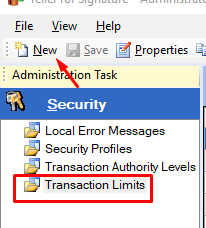 Teller for Signature - Administrat
File View Help
New Save Properties
Administration Task
Security
Local Error Messages
Security Profiles
Transaction Authority Levels
Transaction Limits